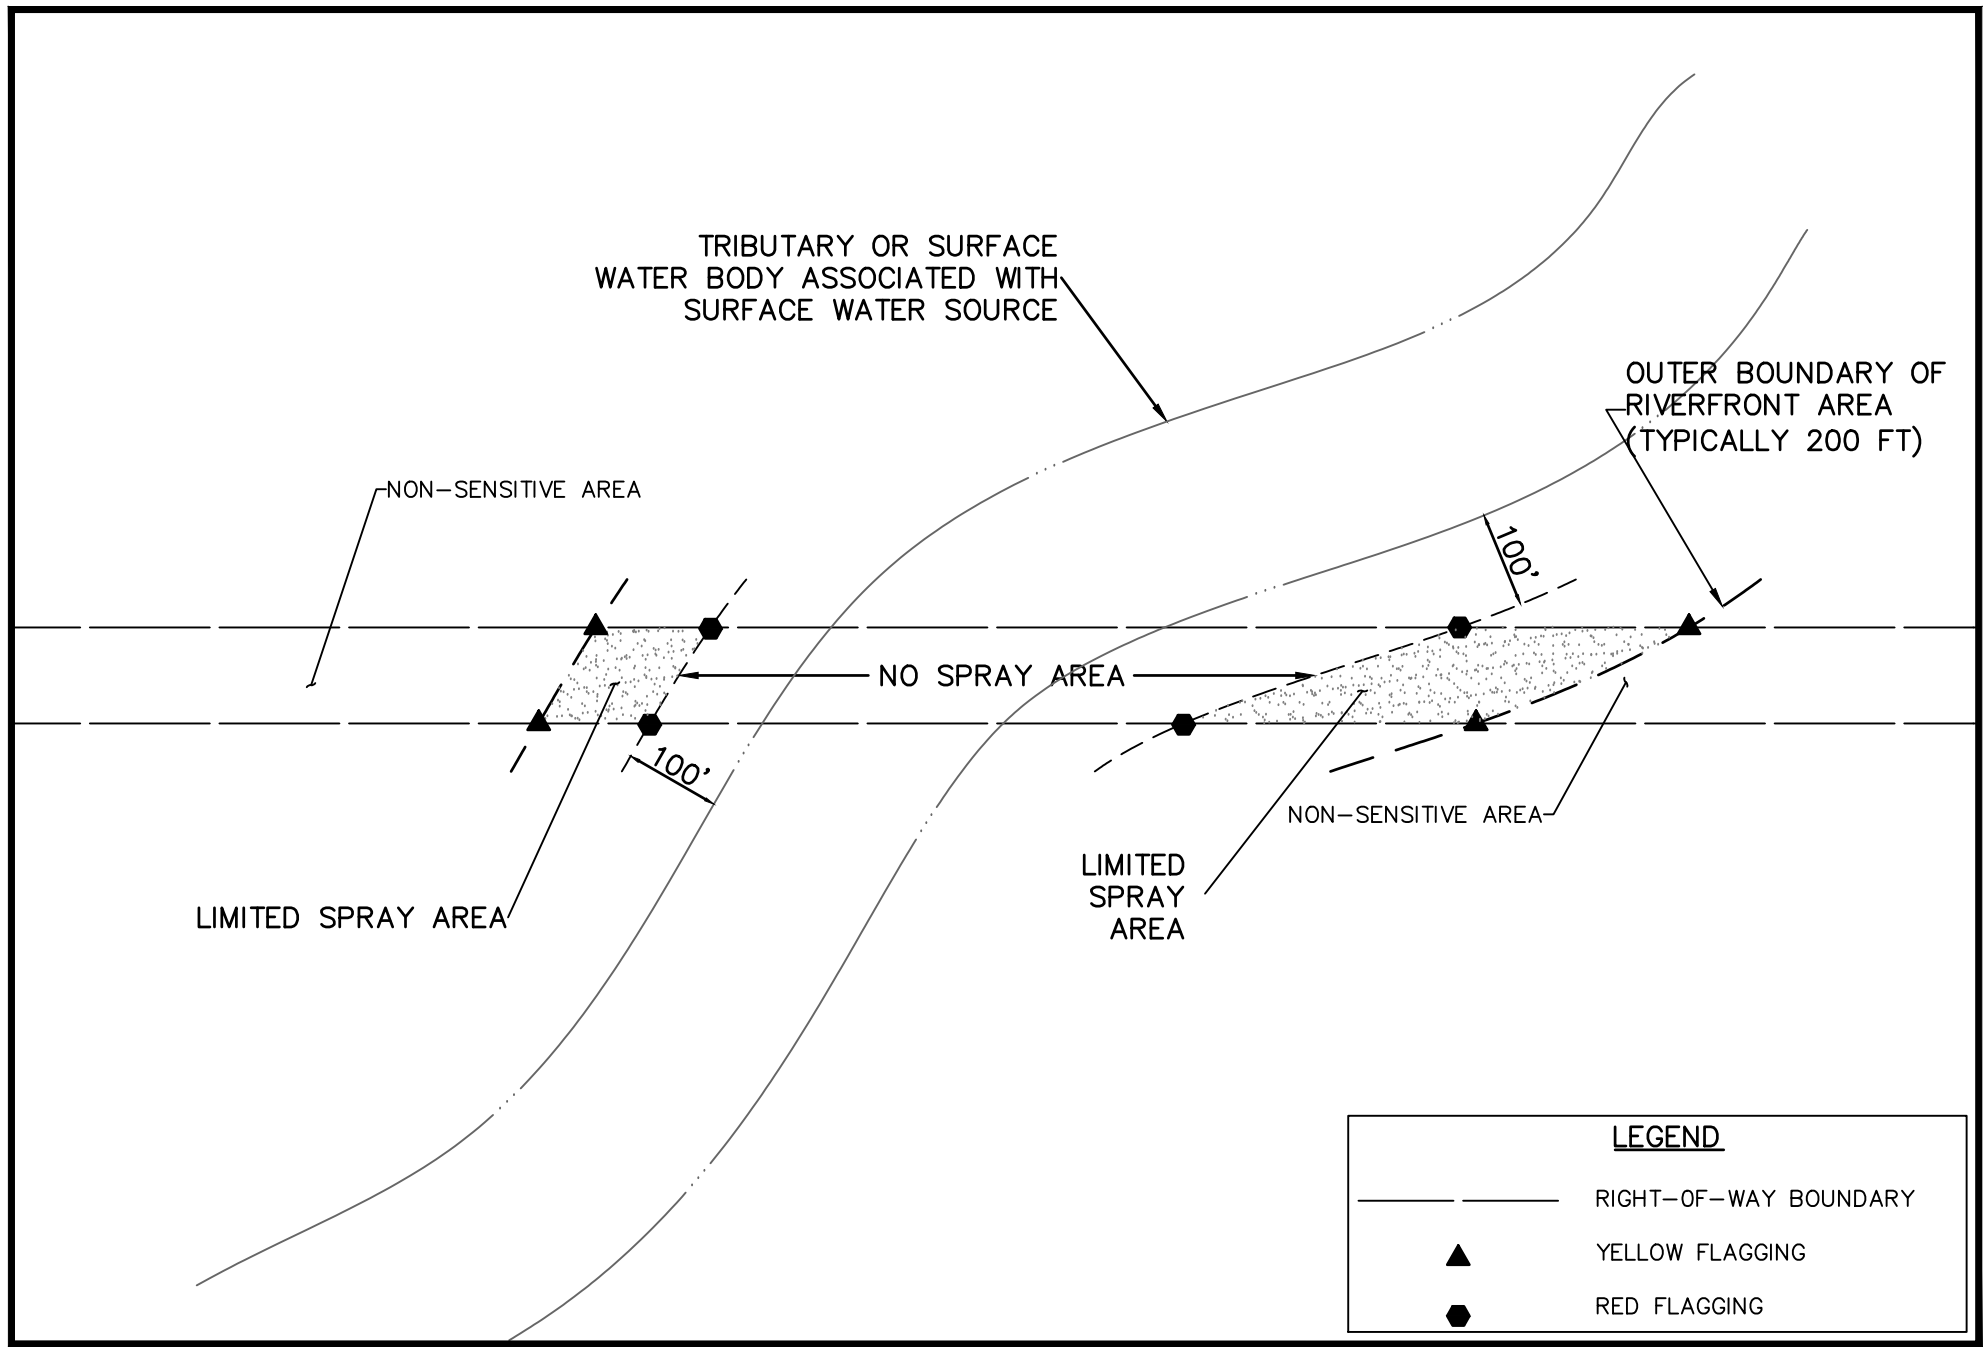 TRIBUTARY OR SURFACE
WATER BODY ASSOCIATED WITH
SURFACE WATER SOURCE
OUTER BOUNDARY OF
RIVERFRONT AREA
(TYPICALLY 200 FT)
NON-SENSITIVE AREA
100'
NO SPRAY AREA
100'
NON-SENSITIVE AREA
LIMITED
SPRAY
AREA
LIMITED SPRAY AREA
LEGEND
RIGHT-OF-WAY BOUNDARY
YELLOW FLAGGING
RED FLAGGING